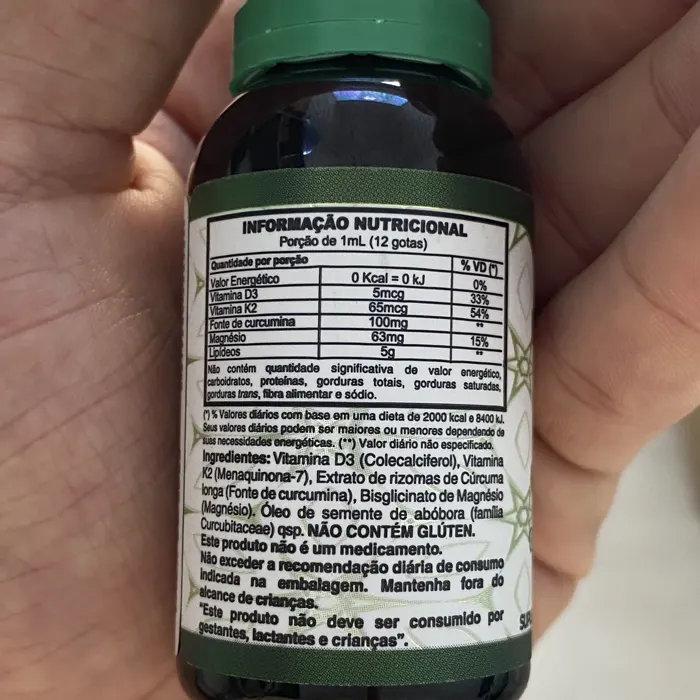 INFORMAÇÃO NUTRICIONAL
Porção de 1mL (12 gotas)
Quantidade por porção % VD (*)
Valor Energético 0 Kcal = 0 kJ 0%
Vitamina D3 5mcg 33%
Vitamina K2 65mcg 54%
Fonte de curcumina 100mg **
Magnésio 63mg 15%
Lipídeos 5g **
Não contém quantidade significativa de valor energético,
carboidratos, proteínas, gorduras totais, gorduras saturadas,
gorduras trans, fibra alimentar e sódio.
(*) % Valores diários com base em uma dieta de 2000 kcal e 8400 kJ.
Seus valores diários podem ser maiores ou menores dependendo de
suas necessidades energéticas. (**) Valor diário não especificado.
Ingredientes: Vitamina D3 (Colecalciferol), Vitamina
K2 (Menaquinona-7), Extrato de rizomas de Cúrcuma
longa (Fonte de curcumina), Bisglicinato de Magnésio
(Magnésio). Óleo de semente de abóbora (família
Curcubitaceae) qsp. NÃO CONTÉM GLÚTEN.
Este produto não é um medicamento.
Não exceder a recomendação diária de consumo
indicada na embalagem. Mantenha fora do
alcance de crianças.
"Este produto não deve ser consumido por
gestantes, lactantes e crianças".